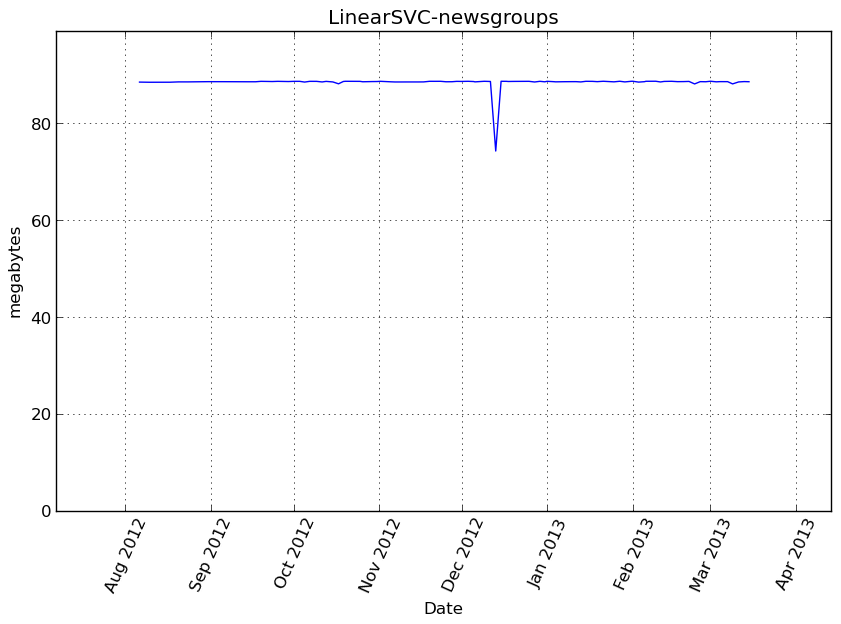 LinearSVC-newsgroups
megabytes
80
60
40
20
0
Aug 2012
Sep 2012
Oct 2012
Nov 2012
Dec 2012
Jan 2013
Feb 2013
Mar 2013
Apr 2013
Date